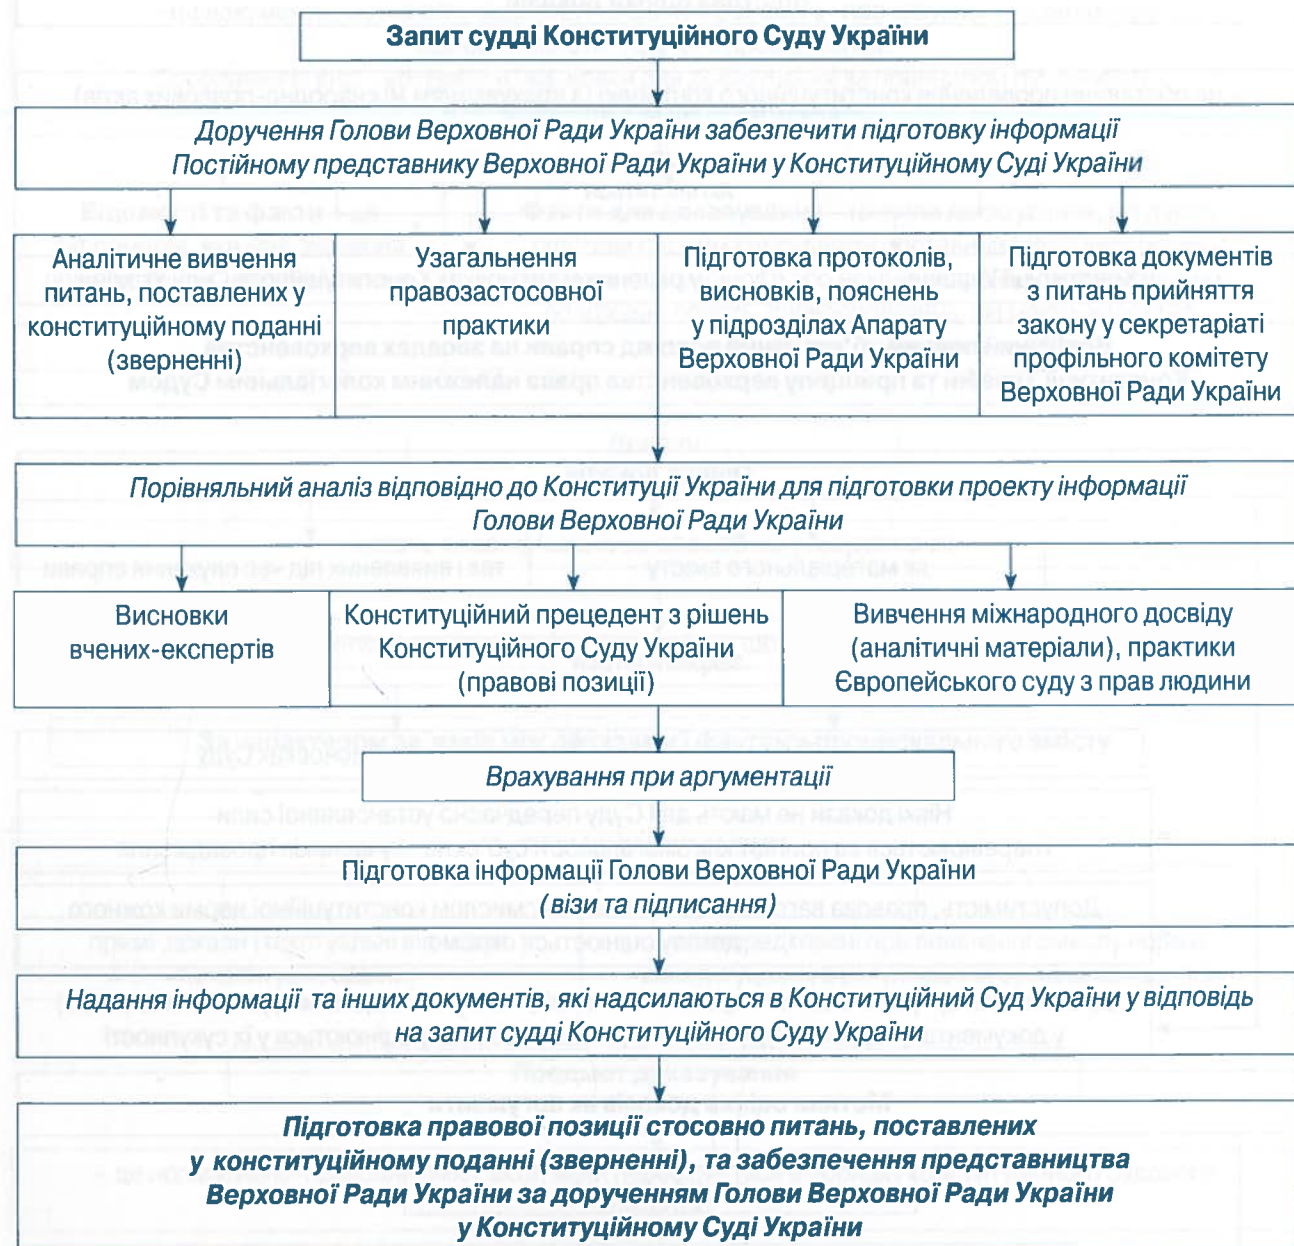 Запит судді Конституційного Суду України
Доручення Голови Верховної Ради України забезпечити підготовку інформації
Постійному представнику Верховної Ради України у Конституційному Суді України
Аналітичне вивчення
питань, поставлених у
конституційному поданні
(зверненні)
Узагальнення
правозастосовної
практики
Підготовка протоколів,
висновків, пояснень
у підрозділах Апарату
Верховної Ради України
Підготовка документів
з питань прийняття
закону у секретаріаті
профільного комітету
Верховної Ради України
Порівняльний аналіз відповідно до Конституції України для підготовки проекту інформації
Голови Верховної Ради України
Висновки
вчених-експертів
Конституційний прецедент з рішень
Конституційного Суду України
(правові позиції)
Вивчення міжнародного досвіду
(аналітичні матеріали), практики
Європейського суду з прав людини
Врахування при аргументації
Підготовка інформації Голови Верховної Ради України
(візи та підписання)
Надання інформації та інших документів, які надсилаються в Конституційний Суд України у відповідь
на запит судді Конституційного Суду України
Підготовка правової позиції стосовно питань, поставлених
у конституційному поданні (зверненні), та забезпечення представництва
Верховної Ради України за дорученням Голови Верховної Ради України
у Конституційному Суді України